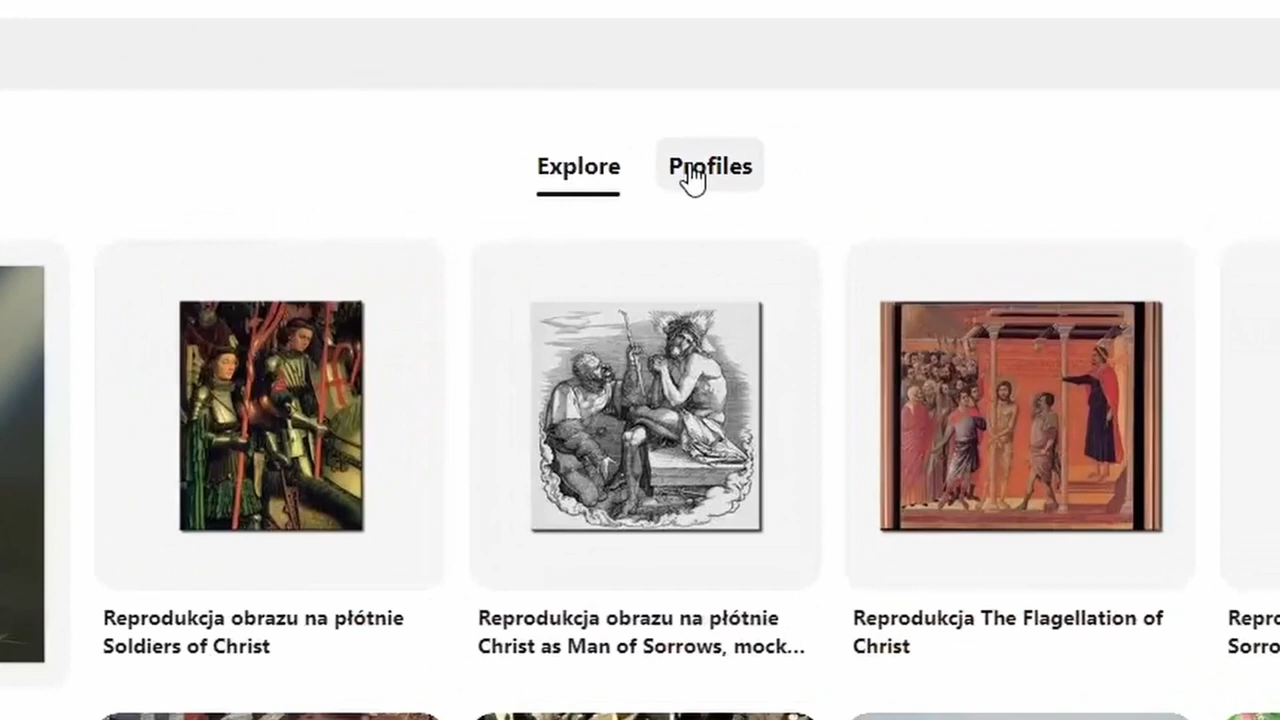 Explore
Profiles
Reprodukcja obrazu na płótnie
Soldiers of Christ
Reprodukcja obrazu na płótnie
Christ as Man of Sorrows, mock...
Reprodukcja The Flagellation of
Christ